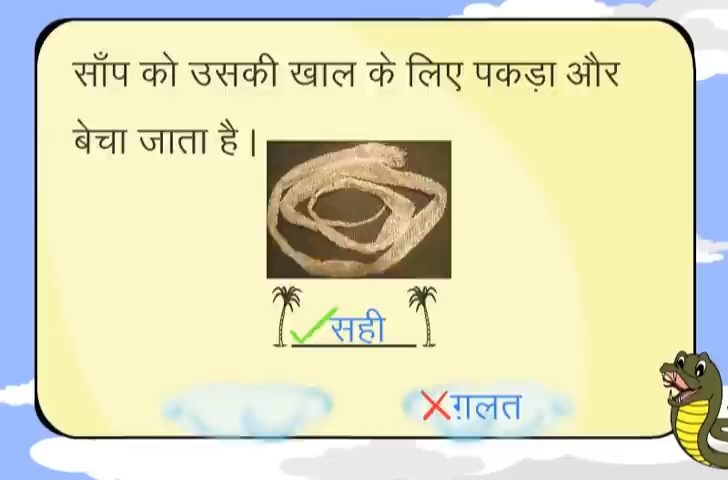 साँप को उसकी खाल के लिए पकड़ा और
बेचा जाता है।
सही
ग़लत